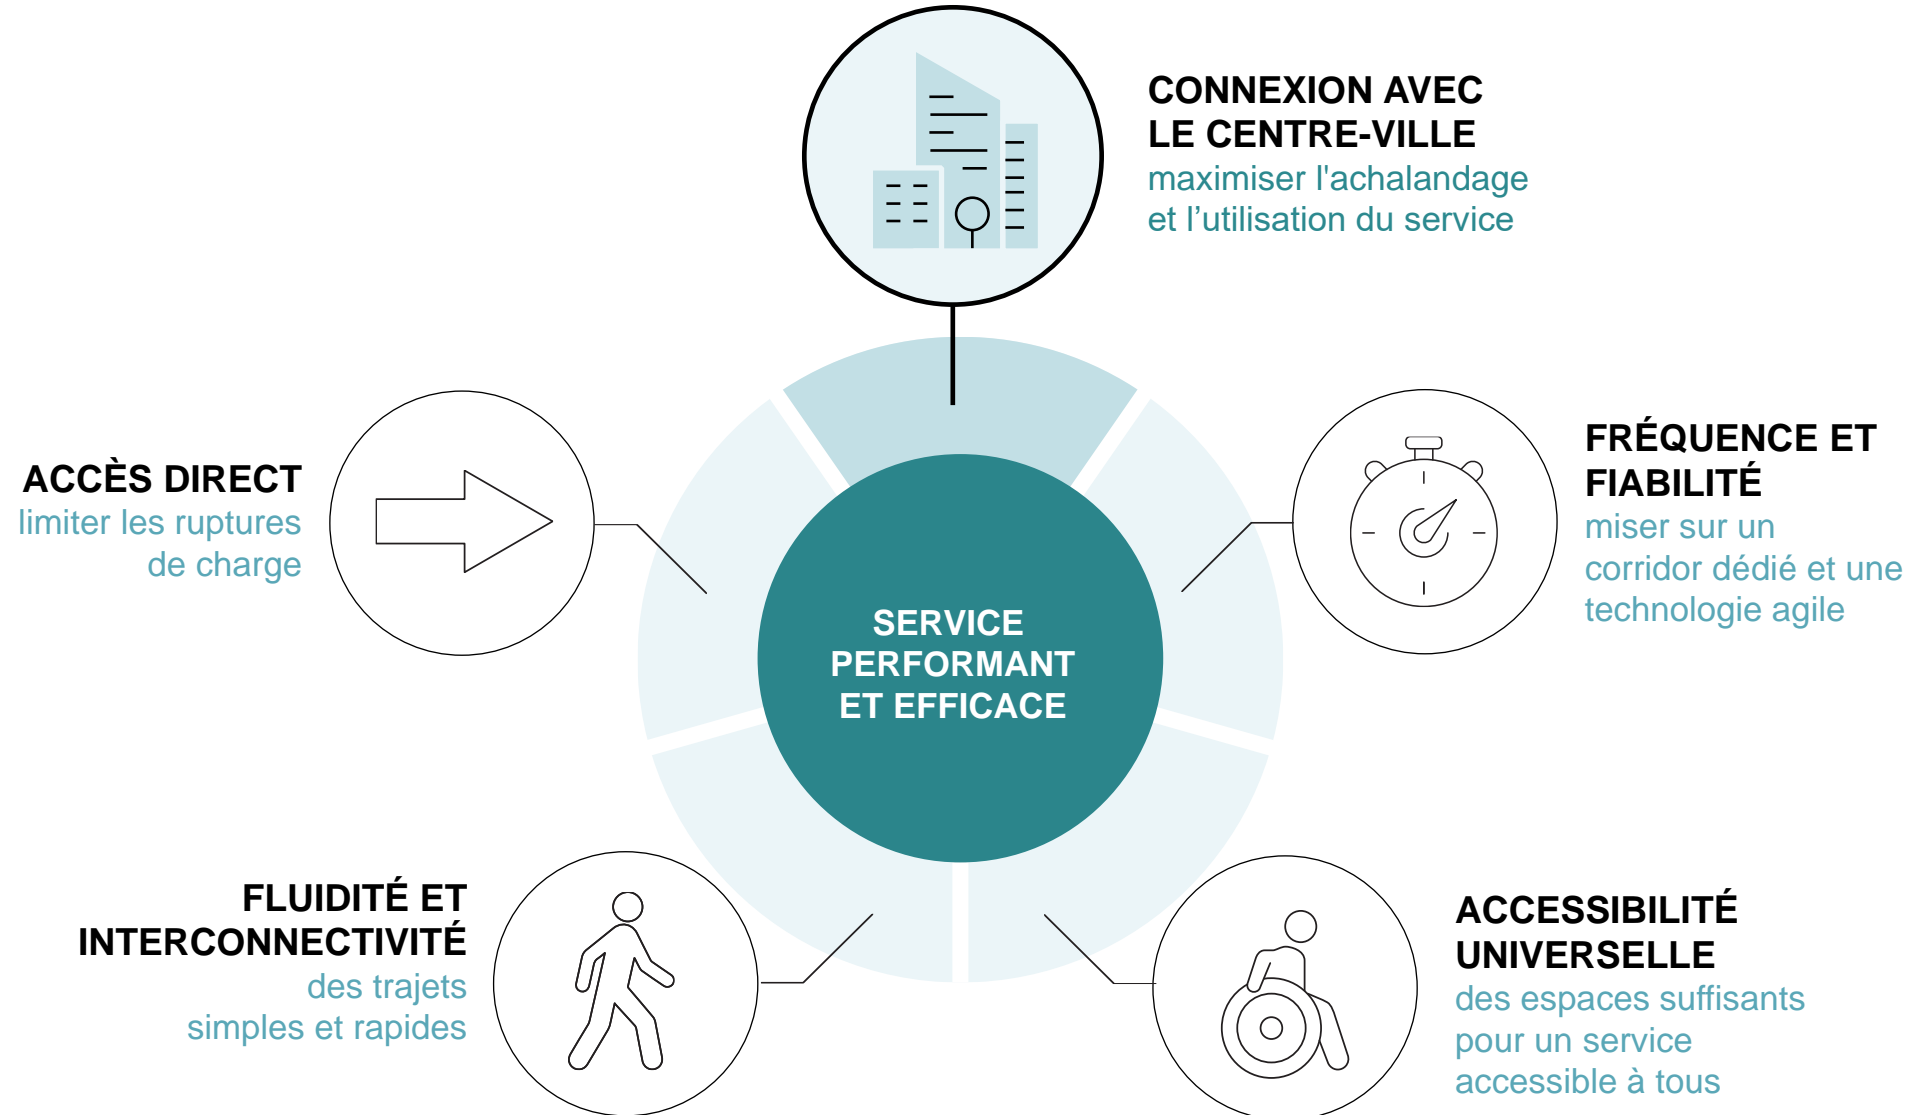 CONNEXION AVEC
LE CENTRE-VILLE
maximiser l'achalandage
et l’utilisation du service
ACCÈS DIRECT
limiter les ruptures
de charge
FRÉQUENCE ET
FIABILITÉ
miser sur un
corridor dédié et une
technologie agile
SERVICE
PERFORMANT
ET EFFICACE
FLUIDITÉ ET
INTERCONNECTIVITÉ
des trajets
simples et rapides
ACCESSIBILITÉ
UNIVERSELLE
des espaces suffisants
pour un service
accessible à tous